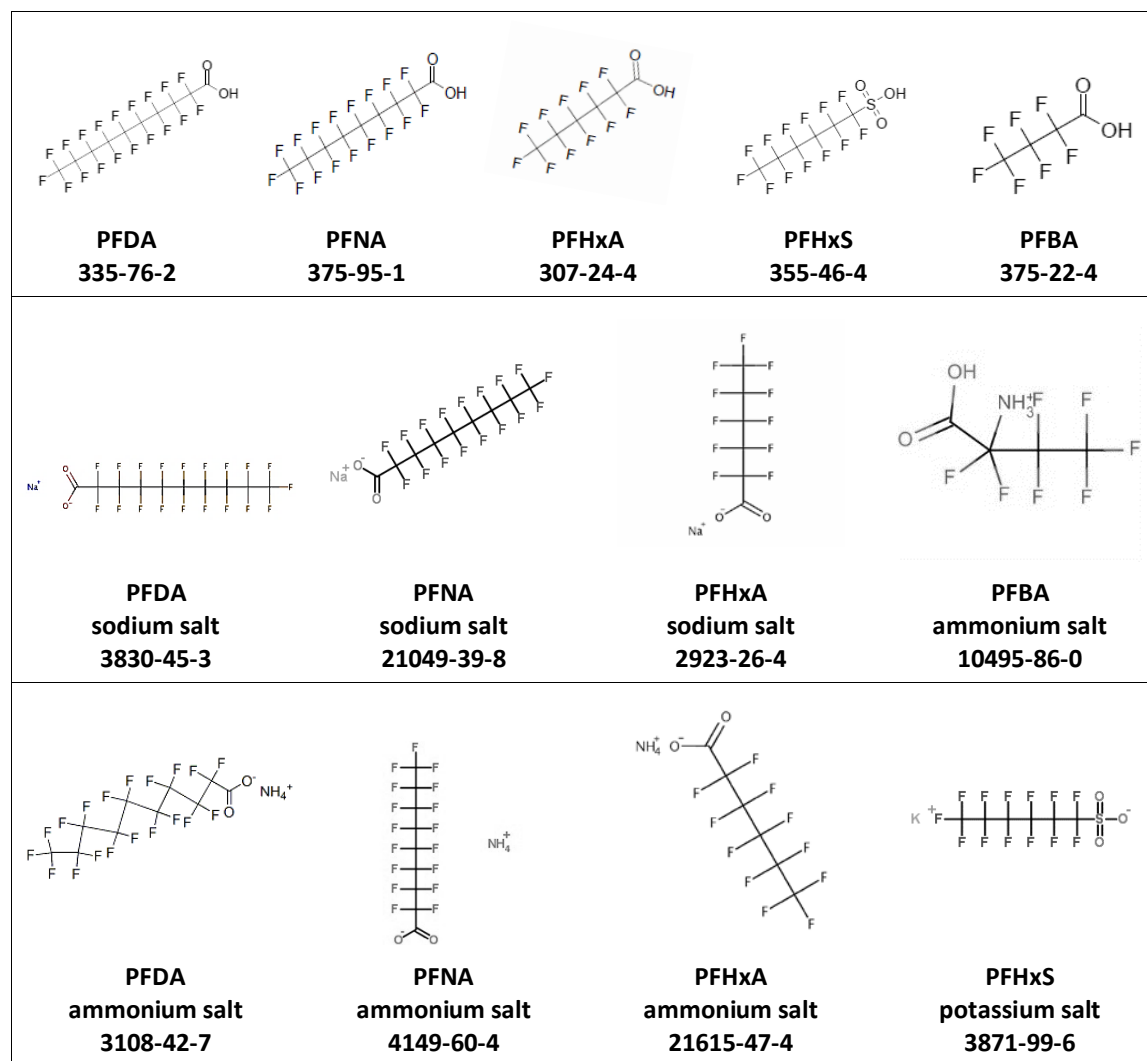 PFDA
335-76-2
PFNA
375-95-1
PFHxA
307-24-4
PFHxS
355-46-4
PFBA
375-22-4
PFDA
sodium salt
3830-45-3
PFNA
sodium salt
21049-39-8
PFHxA
sodium salt
2923-26-4
PFBA
ammonium salt
10495-86-0
PFDA
ammonium salt
3108-42-7
PFNA
ammonium salt
4149-60-4
PFHxA
ammonium salt
21615-47-4
PFHxS
potassium salt
3871-99-6